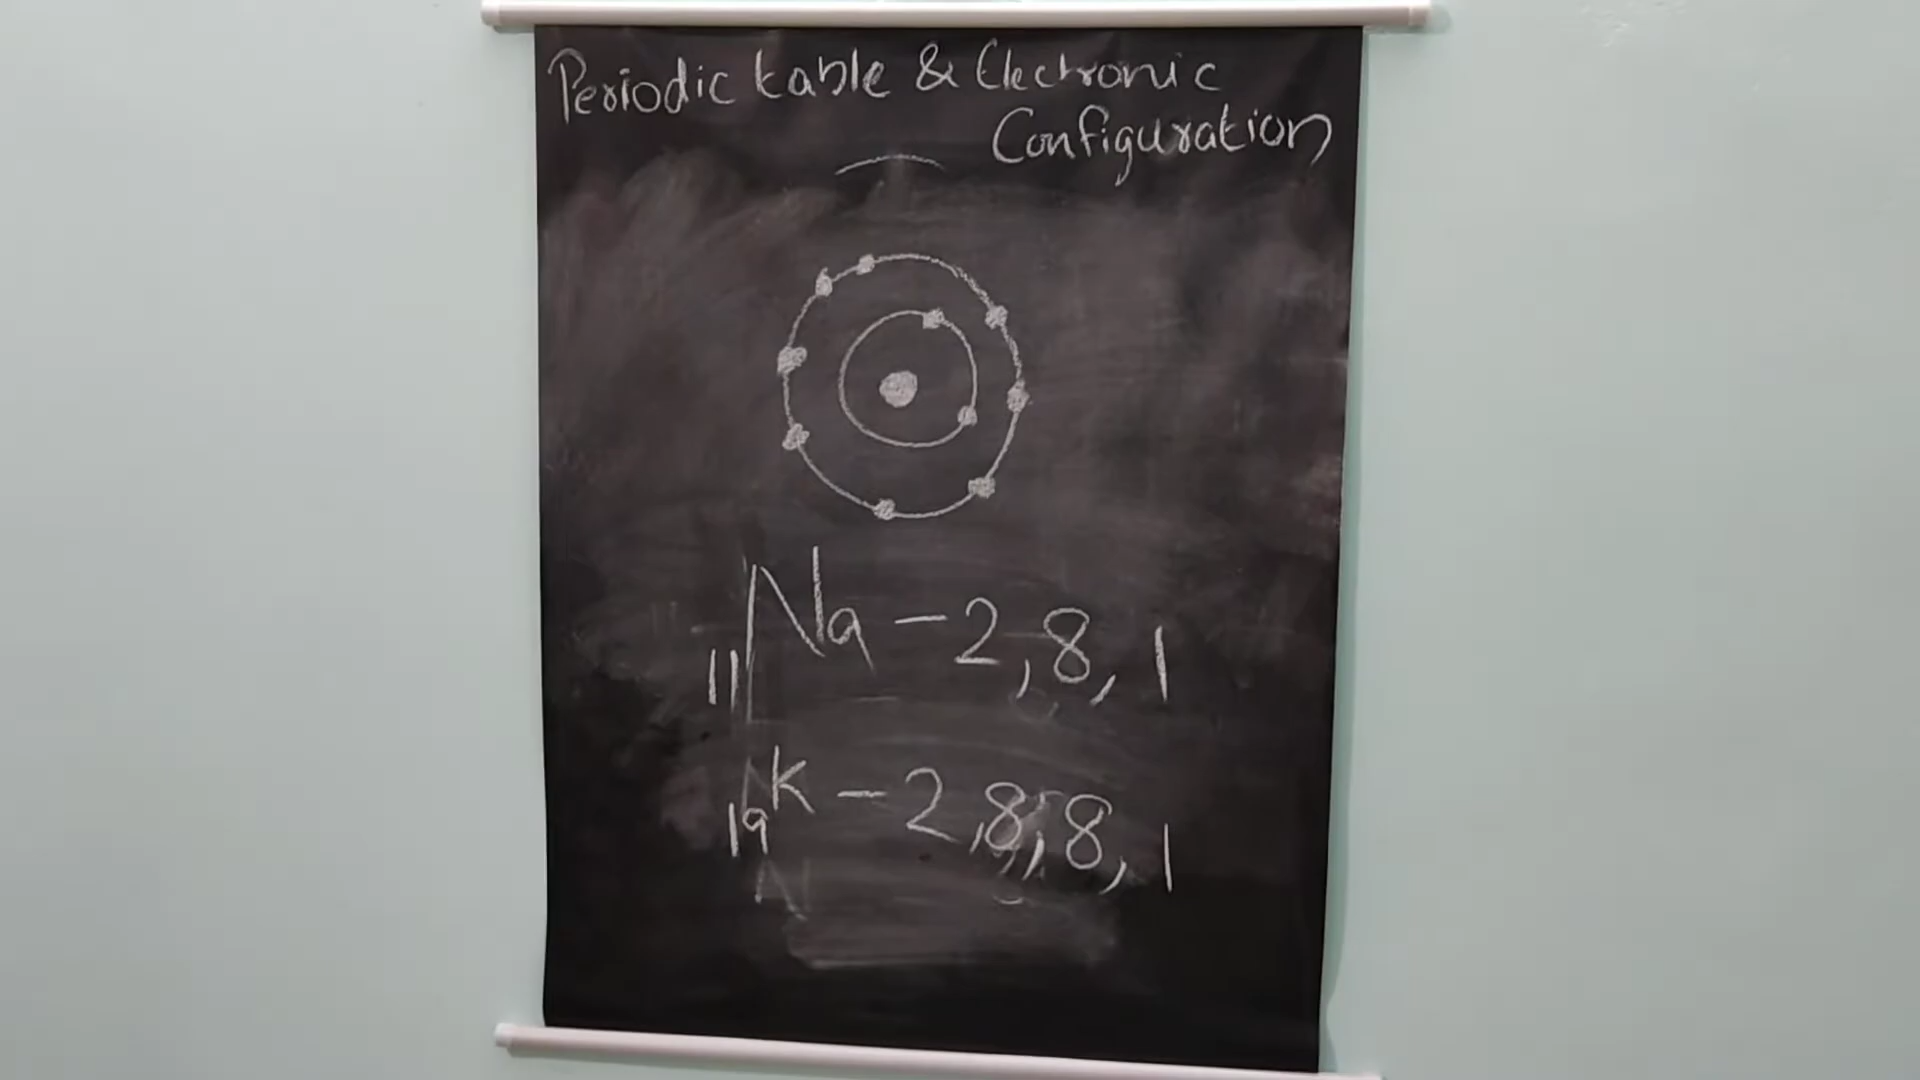 Periodic table & Electronic
Configuration
11Na - 2,8,1
19K - 2,8,8,1